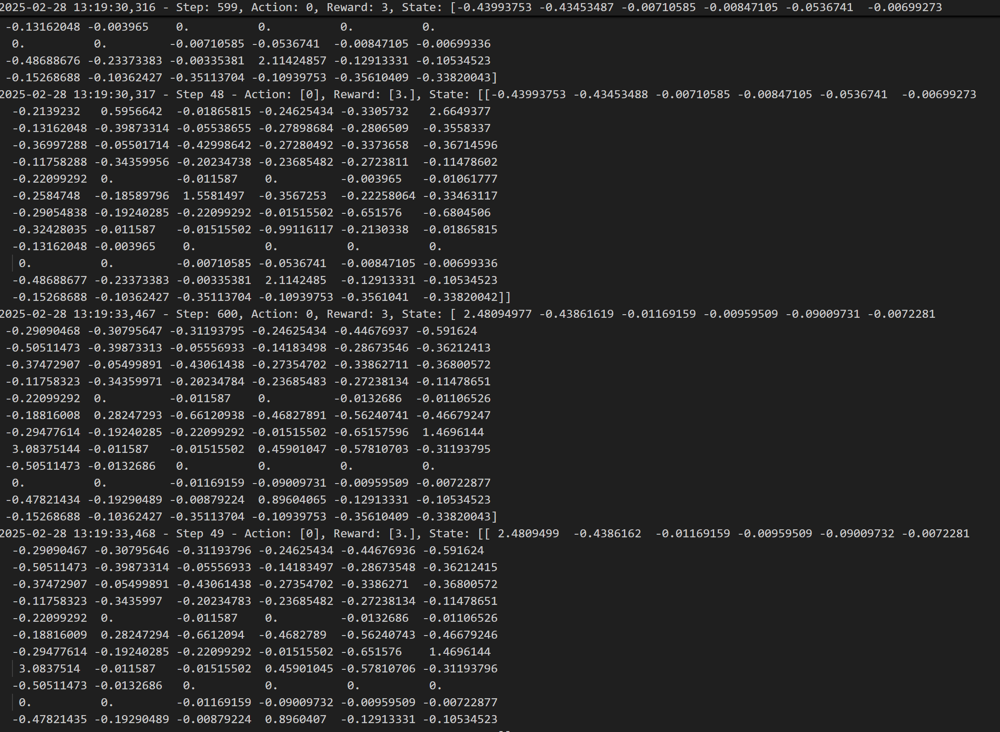 2025-02-28 13:19:30,316 - Step: 599, Action: 0, Reward: 3, State: [-0.43993753 -0.43453487 -0.00710585 -0.00847105 -0.0536741  -0.00699273
 -0.13162048 -0.003965    0.          0.          0.          0.
  0.          0.         -0.00710585 -0.0536741  -0.00847105 -0.00699336
 -0.48688676 -0.23373383 -0.00335381  2.11424857 -0.12913331 -0.10534523
 -0.15268688 -0.10362427 -0.35113704 -0.10939753 -0.35610409 -0.33820043]
2025-02-28 13:19:30,317 - Step 48 - Action: [0], Reward: [3.], State: [[-0.43993753 -0.43453488 -0.00710585 -0.00847105 -0.0536741  -0.00699273
  -0.2139232   0.5956642  -0.01865815 -0.24625434 -0.3305732   2.6649377
  -0.13162048 -0.39873314 -0.05538655 -0.27898684 -0.2806509  -0.3558337
  -0.36997288 -0.05501714 -0.42998642 -0.27280492 -0.3373658  -0.36714596
  -0.11758288 -0.34359956 -0.20234738 -0.23685482 -0.2723811  -0.11478602
  -0.22099292  0.         -0.011587    0.         -0.003965   -0.01061777
  -0.2584748  -0.18589796  1.5581497  -0.3567253  -0.22258064 -0.33463117
  -0.29054838 -0.19240285 -0.22099292 -0.01515502 -0.651576   -0.6804506
  -0.32428035 -0.011587   -0.01515502 -0.99116117 -0.2130338  -0.01865815
  -0.13162048 -0.003965    0.          0.          0.          0.
   0.          0.         -0.00710585 -0.0536741  -0.00847105 -0.00699336
  -0.48688677 -0.23373383 -0.00335381  2.1142485  -0.12913331 -0.10534523
  -0.15268688 -0.10362427 -0.35113704 -0.10939753 -0.3561041  -0.33820042]]
2025-02-28 13:19:33,467 - Step: 600, Action: 0, Reward: 3, State: [ 2.48094977 -0.43861619 -0.01169159 -0.00959509 -0.09009731 -0.0072281
 -0.29090468 -0.30795647 -0.31193795 -0.24625434 -0.44676937 -0.591624
 -0.50511473 -0.39873313 -0.05556933 -0.14183498 -0.28673546 -0.36212413
 -0.37472907 -0.05499891 -0.43061438 -0.27354702 -0.33862711 -0.36800572
 -0.11758323 -0.34359971 -0.20234784 -0.23685483 -0.27238134 -0.11478651
 -0.22099292  0.         -0.011587    0.         -0.0132686  -0.01106526
 -0.18816008  0.28247293 -0.66120938 -0.46827891 -0.56240741 -0.46679247
 -0.29477614 -0.19240285 -0.22099292 -0.01515502 -0.65157596  1.4696144
  3.08375144 -0.011587   -0.01515502  0.45901047 -0.57810703 -0.31193795
 -0.50511473 -0.0132686   0.          0.          0.          0.
  0.          0.         -0.01169159 -0.09009731 -0.00959509 -0.00722877
 -0.47821434 -0.19290489 -0.00879224  0.89604065 -0.12913331 -0.10534523
 -0.15268688 -0.10362427 -0.35113704 -0.10939753 -0.35610409 -0.33820043]
2025-02-28 13:19:33,468 - Step 49 - Action: [0], Reward: [3.], State: [[ 2.4809499  -0.4386162  -0.01169159 -0.00959509 -0.09009732 -0.0072281
  -0.29090467 -0.30795646 -0.31193796 -0.24625434 -0.44676936 -0.591624
  -0.50511473 -0.39873314 -0.05556933 -0.14183497 -0.28673548 -0.36212415
  -0.37472907 -0.05499891 -0.43061438 -0.27354702 -0.3386271  -0.36800572
  -0.11758323 -0.3435997  -0.20234783 -0.23685482 -0.27238134 -0.11478651
  -0.22099292  0.         -0.011587    0.         -0.0132686  -0.01106526
  -0.18816009  0.28247294 -0.6612094  -0.4682789  -0.56240743 -0.46679246
  -0.29477614 -0.19240285 -0.22099292 -0.01515502 -0.651576    1.4696144
   3.0837514  -0.011587   -0.01515502  0.45901045 -0.57810706 -0.31193796
  -0.50511473 -0.0132686   0.          0.          0.          0.
   0.          0.         -0.01169159 -0.09009732 -0.00959509 -0.00722877
  -0.47821435 -0.19290489 -0.00879224  0.8960407  -0.12913331 -0.10534523